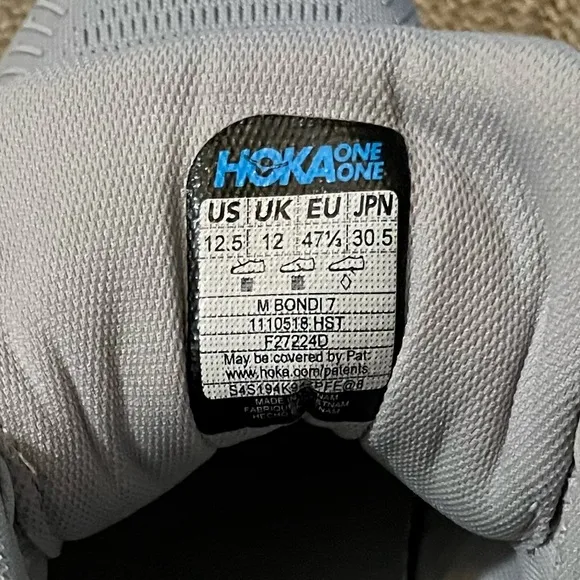 HOKA ONE ONE
US UK EU JPN
12.5 12 47⅓ 30.5
M BONDI 7
1110518 HST
F27224D
May be covered by Pat:
www.hoka.com/patents
MADE IN